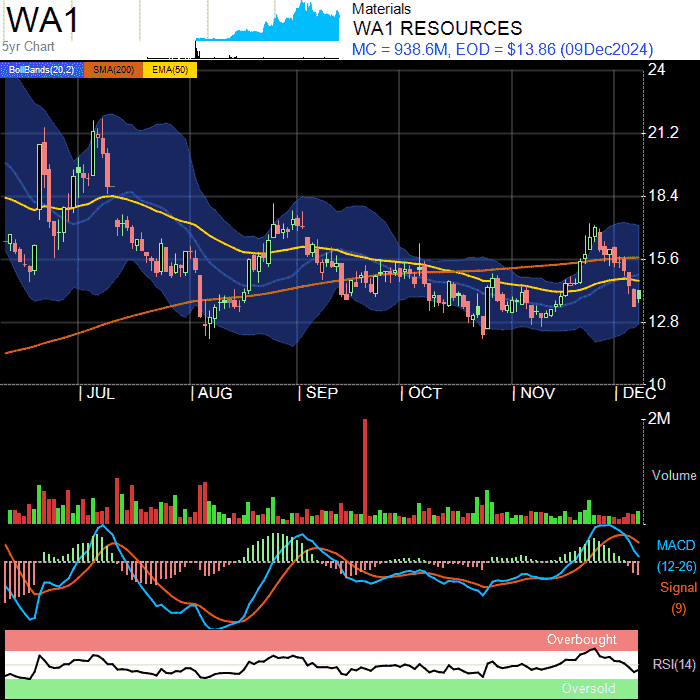 WA1
5yr Chart
Materials
WA1 RESOURCES
MC = 938.6M, EOD = $13.86 (09Dec2024)
BollBands(20,2) SMA(200) EMA(50)
24
21.2
18.4
15.6
12.8
10
JUL AUG SEP OCT NOV DEC
2M
Volume
MACD
(12-26)
Signal
(9)
Overbought
RSI(14)
Oversold